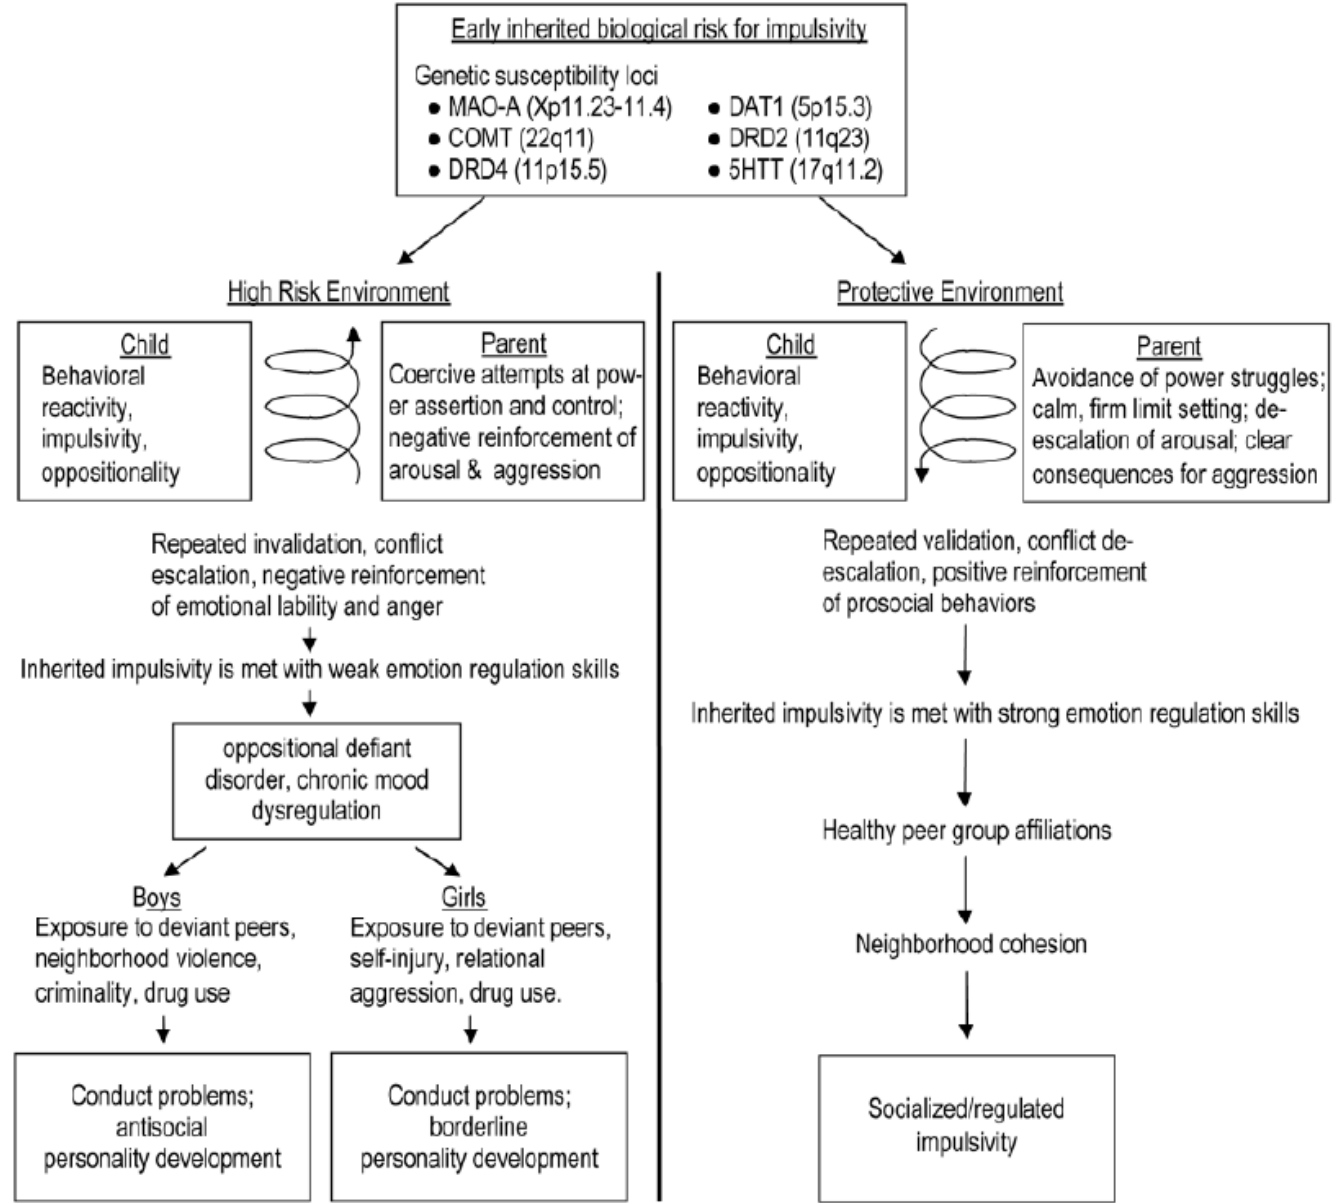 Early inherited biological risk for impulsivity
Genetic susceptibility loci
● MAO-A (Xp11.23-11.4)
● COMT (22q11)
● DRD4 (11p15.5)
● DAT1 (5p15.3)
● DRD2 (11q23)
● 5HTT (17q11.2)
High Risk Environment
Child
Behavioral
reactivity,
impulsivity,
oppositionality
Parent
Coercive attempts at pow-
er assertion and control;
negative reinforcement of
arousal & aggression
Repeated invalidation, conflict
escalation, negative reinforcement
of emotional lability and anger
Inherited impulsivity is met with weak emotion regulation skills
oppositional defiant
disorder, chronic mood
dysregulation
Boys
Exposure to deviant peers,
neighborhood violence,
criminality, drug use
Conduct problems;
antisocial
personality development
Girls
Exposure to deviant peers,
self-injury, relational
aggression, drug use.
Conduct problems;
borderline
personality development
Protective Environment
Child
Behavioral
reactivity,
impulsivity,
oppositionality
Parent
Avoidance of power struggles;
calm, firm limit setting; de-
escalation of arousal; clear
consequences for aggression
Repeated validation, conflict de-
escalation, positive reinforcement
of prosocial behaviors
Inherited impulsivity is met with strong emotion regulation skills
Healthy peer group affiliations
Neighborhood cohesion
Socialized/regulated
impulsivity